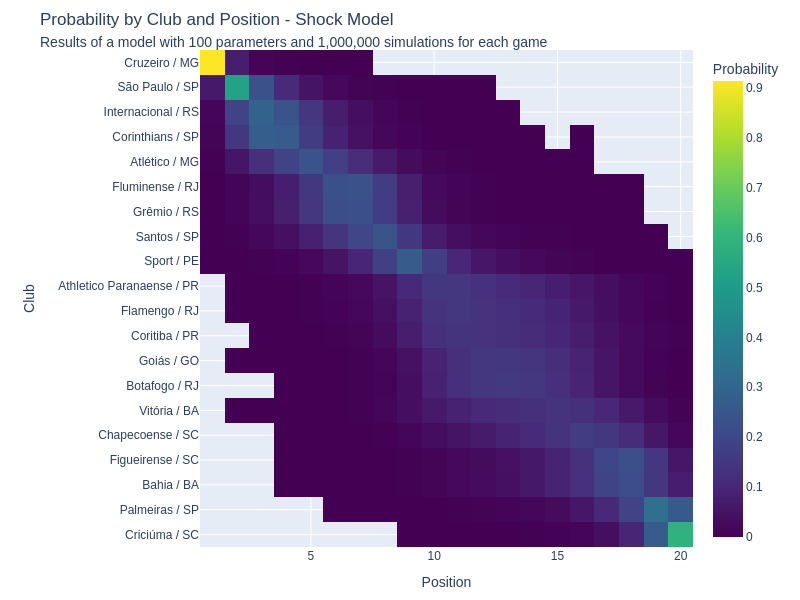 Probability by Club and Position - Shock Model
Results of a model with 100 parameters and 1,000,000 simulations for each game
Probability
Club
Cruzeiro / MG
São Paulo / SP
Internacional / RS
Corinthians / SP
Atlético / MG
Fluminense / RJ
Grêmio / RS
Santos / SP
Sport / PE
Athletico Paranaense / PR
Flamengo / RJ
Coritiba / PR
Goiás / GO
Botafogo / RJ
Vitória / BA
Chapecoense / SC
Figueirense / SC
Bahia / BA
Palmeiras / SP
Criciúma / SC
0.9
0.8
0.7
0.6
0.5
0.4
0.3
0.2
0.1
0
5
10
15
20
Position